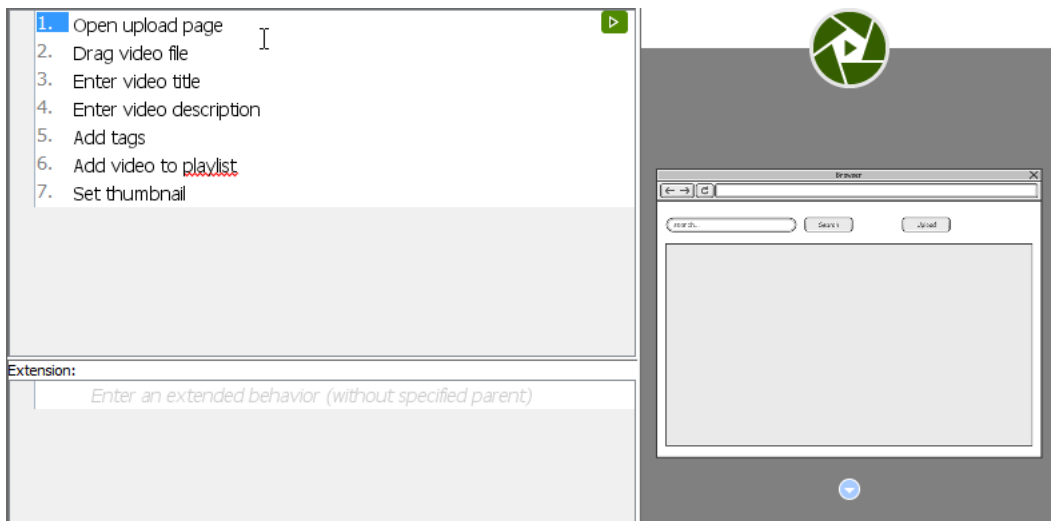 1. Open upload page
2. Drag video file
3. Enter video title
4. Enter video description
5. Add tags
6. Add video to playlist
7. Set thumbnail
Extension:
Enter an extended behavior (without specified parent)
Browser
search...
Search
Upload